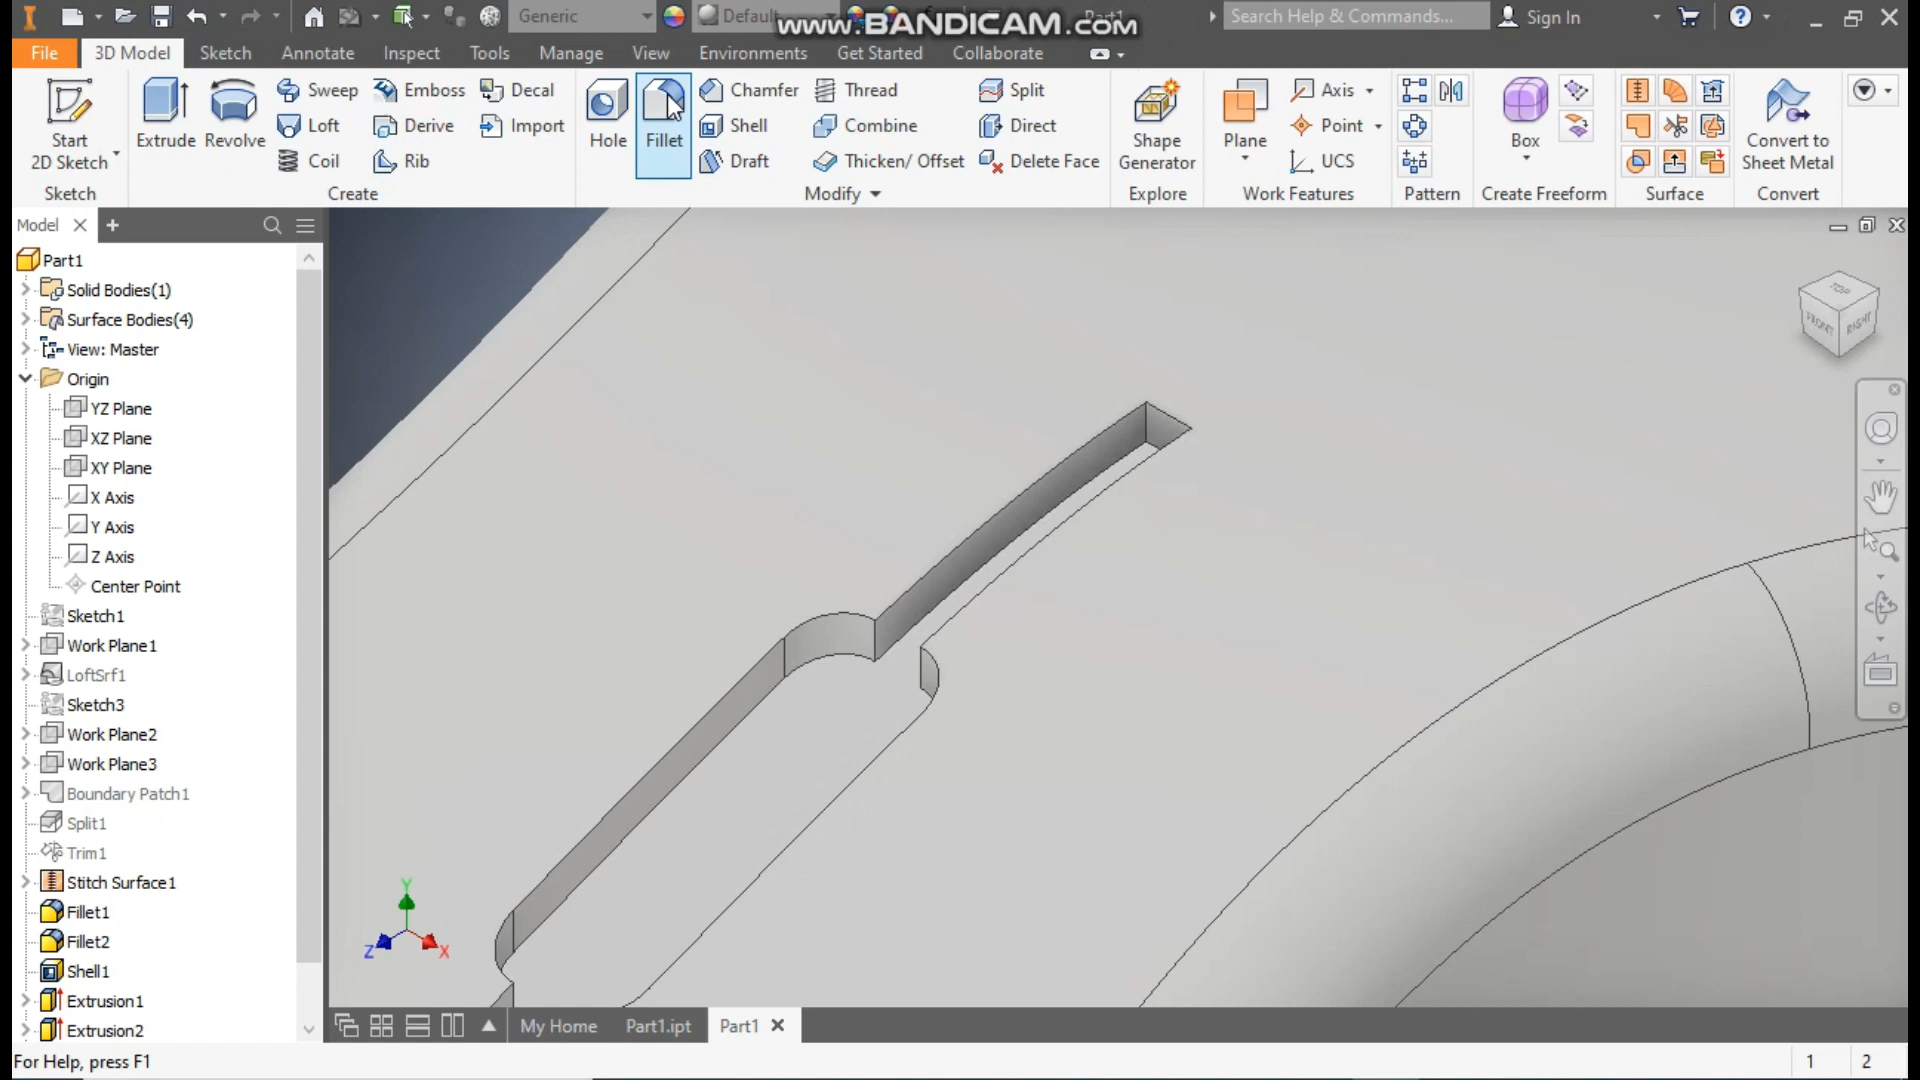 Generic
Default
www.BANDICAM.com
Part1
Search Help & Commands...
Sign In
File
3D Model
Sketch
Annotate
Inspect
Tools
Manage
View
Environments
Get Started
Collaborate
Start
2D Sketch
Extrude
Revolve
Sweep
Loft
Coil
Emboss
Derive
Rib
Decal
Import
Hole
Fillet
Chamfer
Shell
Draft
Thread
Combine
Thicken/ Offset
Split
Direct
Delete Face
Shape
Generator
Plane
Axis
Point
UCS
Box
Convert to
Sheet Metal
Sketch
Create
Modify
Explore
Work Features
Pattern
Create Freeform
Surface
Convert
Model
Part1
Solid Bodies(1)
Surface Bodies(4)
View: Master
Origin
YZ Plane
XZ Plane
XY Plane
X Axis
Y Axis
Z Axis
Center Point
Sketch1
Work Plane1
LoftSrf1
Sketch3
Work Plane2
Work Plane3
Boundary Patch1
Split1
Trim1
Stitch Surface1
Fillet1
Fillet2
Shell1
Extrusion1
Extrusion2
TOP
FRONT
RIGHT
Y
Z
X
My Home
Part1.ipt
Part1
For Help, press F1
1
2